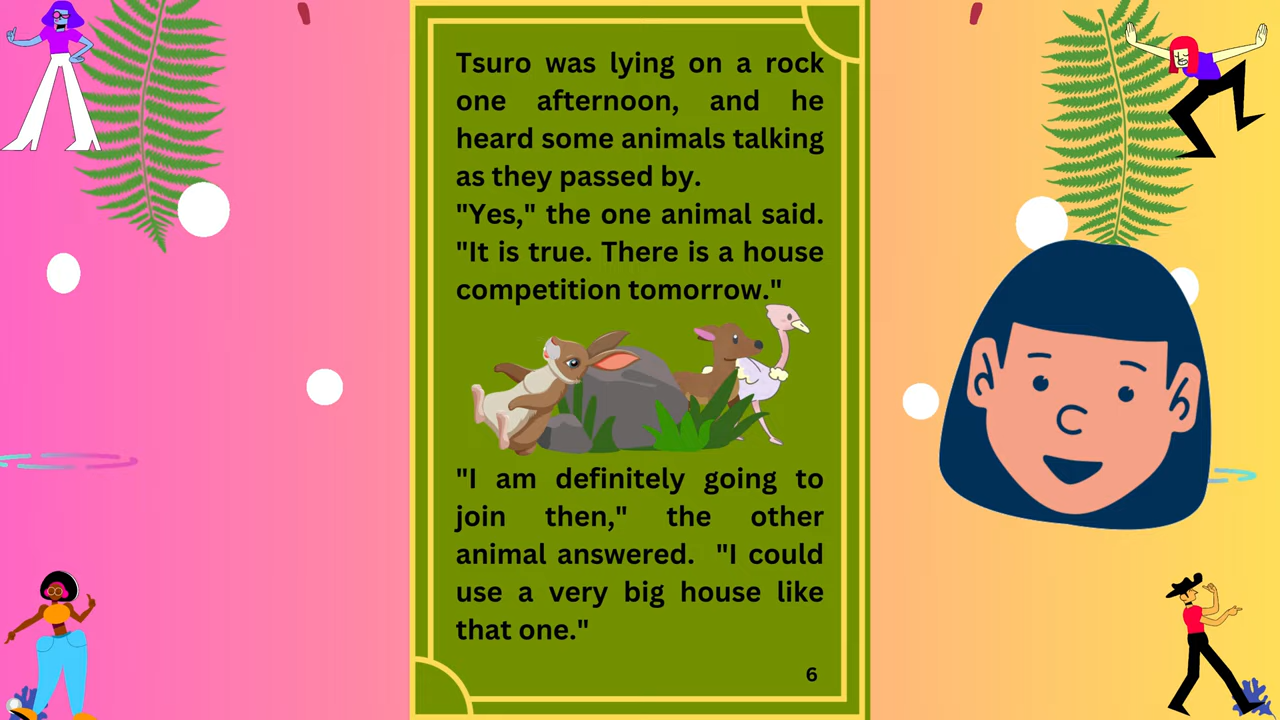 Tsuro was lying on a rock
one afternoon, and he
heard some animals talking
as they passed by.
"Yes," the one animal said.
"It is true. There is a house
competition tomorrow."
"I am definitely going to
join then," the other
animal answered.  "I could
use a very big house like
that one."
6